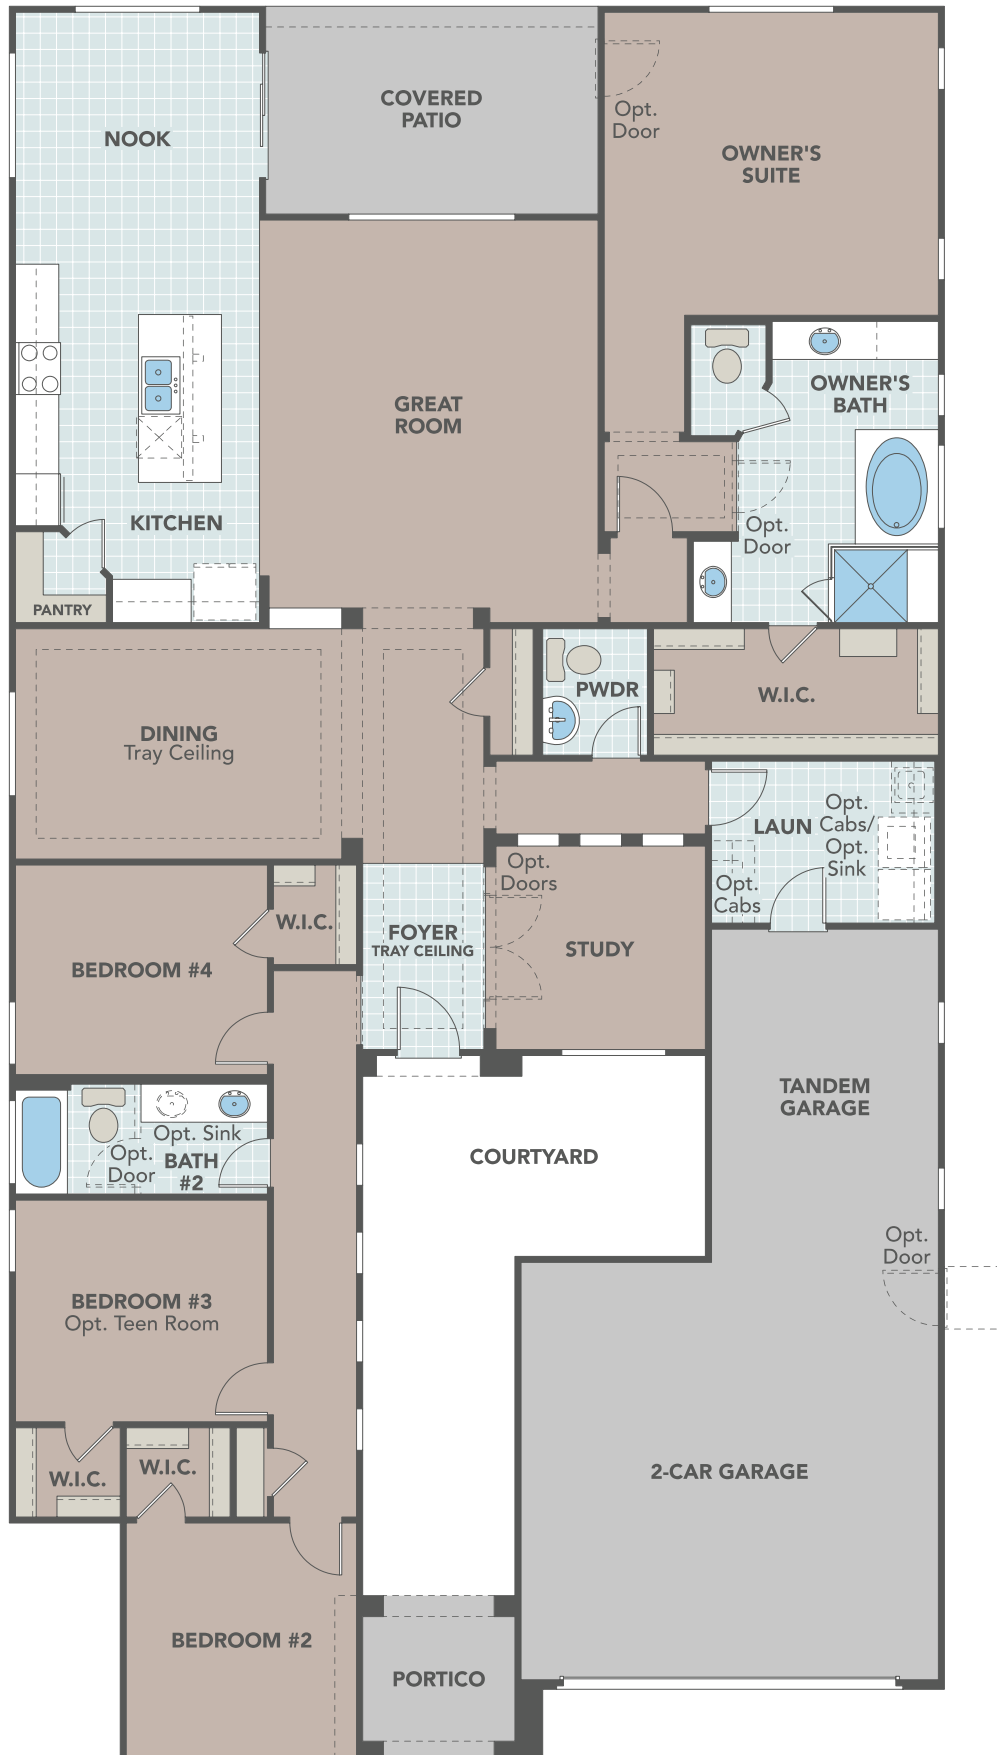 COVERED
PATIO
NOOK
Opt.
Door
OWNER'S
SUITE
OWNER'S
BATH
GREAT
ROOM
KITCHEN
Opt.
Door
PANTRY
PWDR
W.I.C.
DINING
Tray Ceiling
Opt.
Cabs/
Opt.
Sink
LAUN
Opt.
Cabs
Opt.
Doors
W.I.C.
FOYER
TRAY CEILING
STUDY
BEDROOM #4
TANDEM
GARAGE
Opt. Sink
Opt.
Door
BATH
#2
COURTYARD
Opt.
Door
BEDROOM #3
Opt. Teen Room
W.I.C.
W.I.C.
2-CAR GARAGE
BEDROOM #2
PORTICO